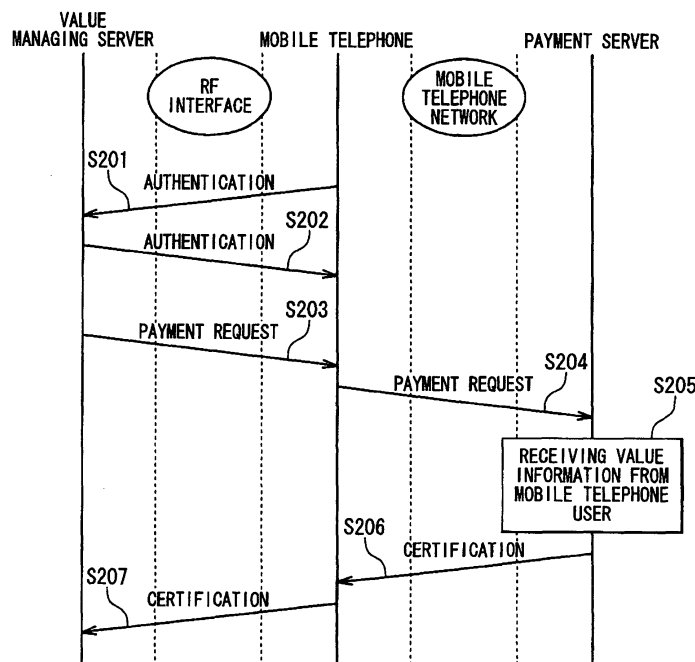 VALUE
MANAGING SERVER
MOBILE TELEPHONE
PAYMENT SERVER
RF
INTERFACE
MOBILE
TELEPHONE
NETWORK
S201
AUTHENTICATION
S202
AUTHENTICATION
S203
PAYMENT REQUEST
S204
PAYMENT REQUEST
S205
RECEIVING VALUE
INFORMATION FROM
MOBILE TELEPHONE
USER
S206
CERTIFICATION
S207
CERTIFICATION